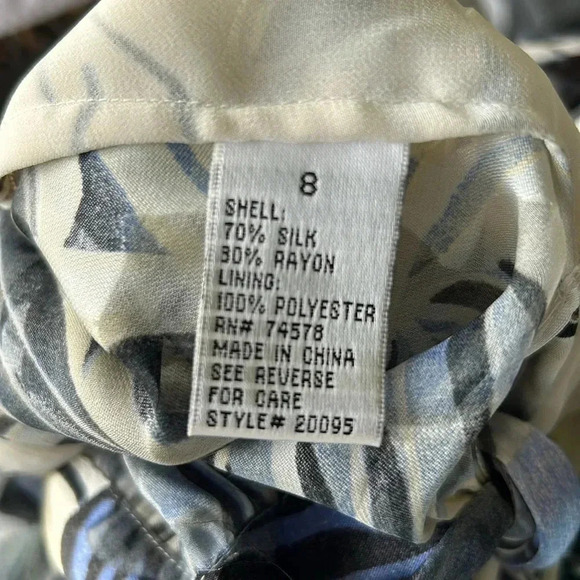 8
SHELL:
70% SILK
30% RAYON
LINING:
100% POLYESTER
RN# 74578
MADE IN CHINA
SEE REVERSE
FOR CARE
STYLE# 20095